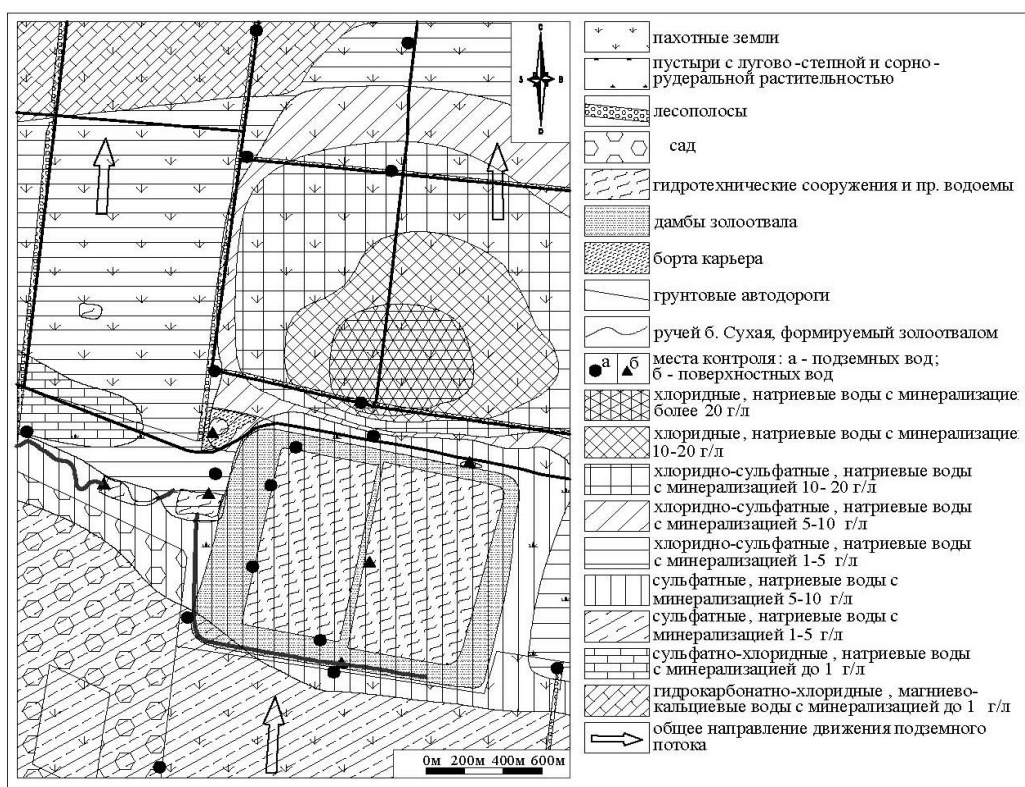 С
З В
Ю
пахотные земли
пустыри с лугово-степной и сорно-
рудеральной растительностью
лесополосы
сад
гидротехнические сооружения и пр. водоемы
дамбы золоотвала
борта карьера
грунтовые автодороги
ручей б. Сухая, формируемый золоотвалом
а б
места контроля: а - подземных вод;
б - поверхностных вод
хлоридные, натриевые воды с минерализацие
более 20 г/л
хлоридные, натриевые воды с минерализацие
10-20 г/л
хлоридно-сульфатные, натриевые воды
с минерализацией 10-20 г/л
хлоридно-сульфатные, натриевые воды
с минерализацией 5-10 г/л
хлоридно-сульфатные, натриевые воды
с минерализацией 1-5 г/л
сульфатные, натриевые воды с
минерализацией 5-10 г/л
сульфатные, натриевые воды с
минерализацией 1-5 г/л
сульфатно-хлоридные, натриевые воды
с минерализацией до 1 г/л
гидрокарбонатно-хлоридные, магниево-
кальциевые воды с минерализацией до 1 г/л
общее направление движения подземного
потока
0м 200м 400м 600м